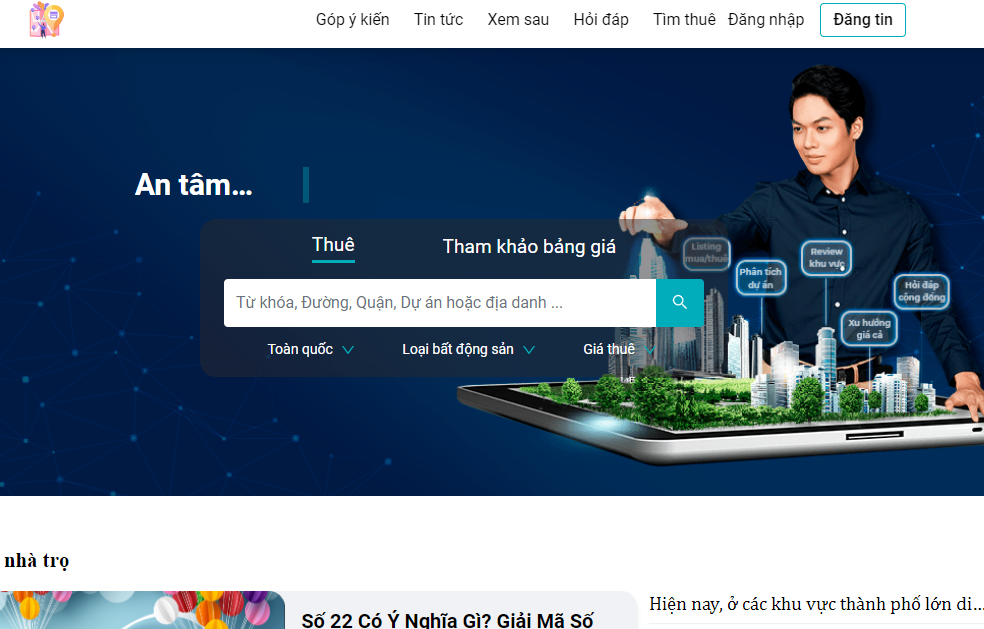 Góp ý kiến Tin tức Xem sau Hỏi đáp Tìm thuê Đăng nhập Đăng tin
An tâm...
Thuê Tham khảo bảng giá
Từ khóa, Đường, Quận, Dự án hoặc địa danh ...
Toàn quốc Loại bất động sản Giá thuê
Listing
mua/thuê
Review
khu vực
Phân tích
dự án
Hỏi đáp
cộng đồng
Xu hướng
giá cả
nhà trọ
Số 22 Có Ý Nghĩa Gì? Giải Mã Số
Hiện nay, ở các khu vực thành phố lớn di...